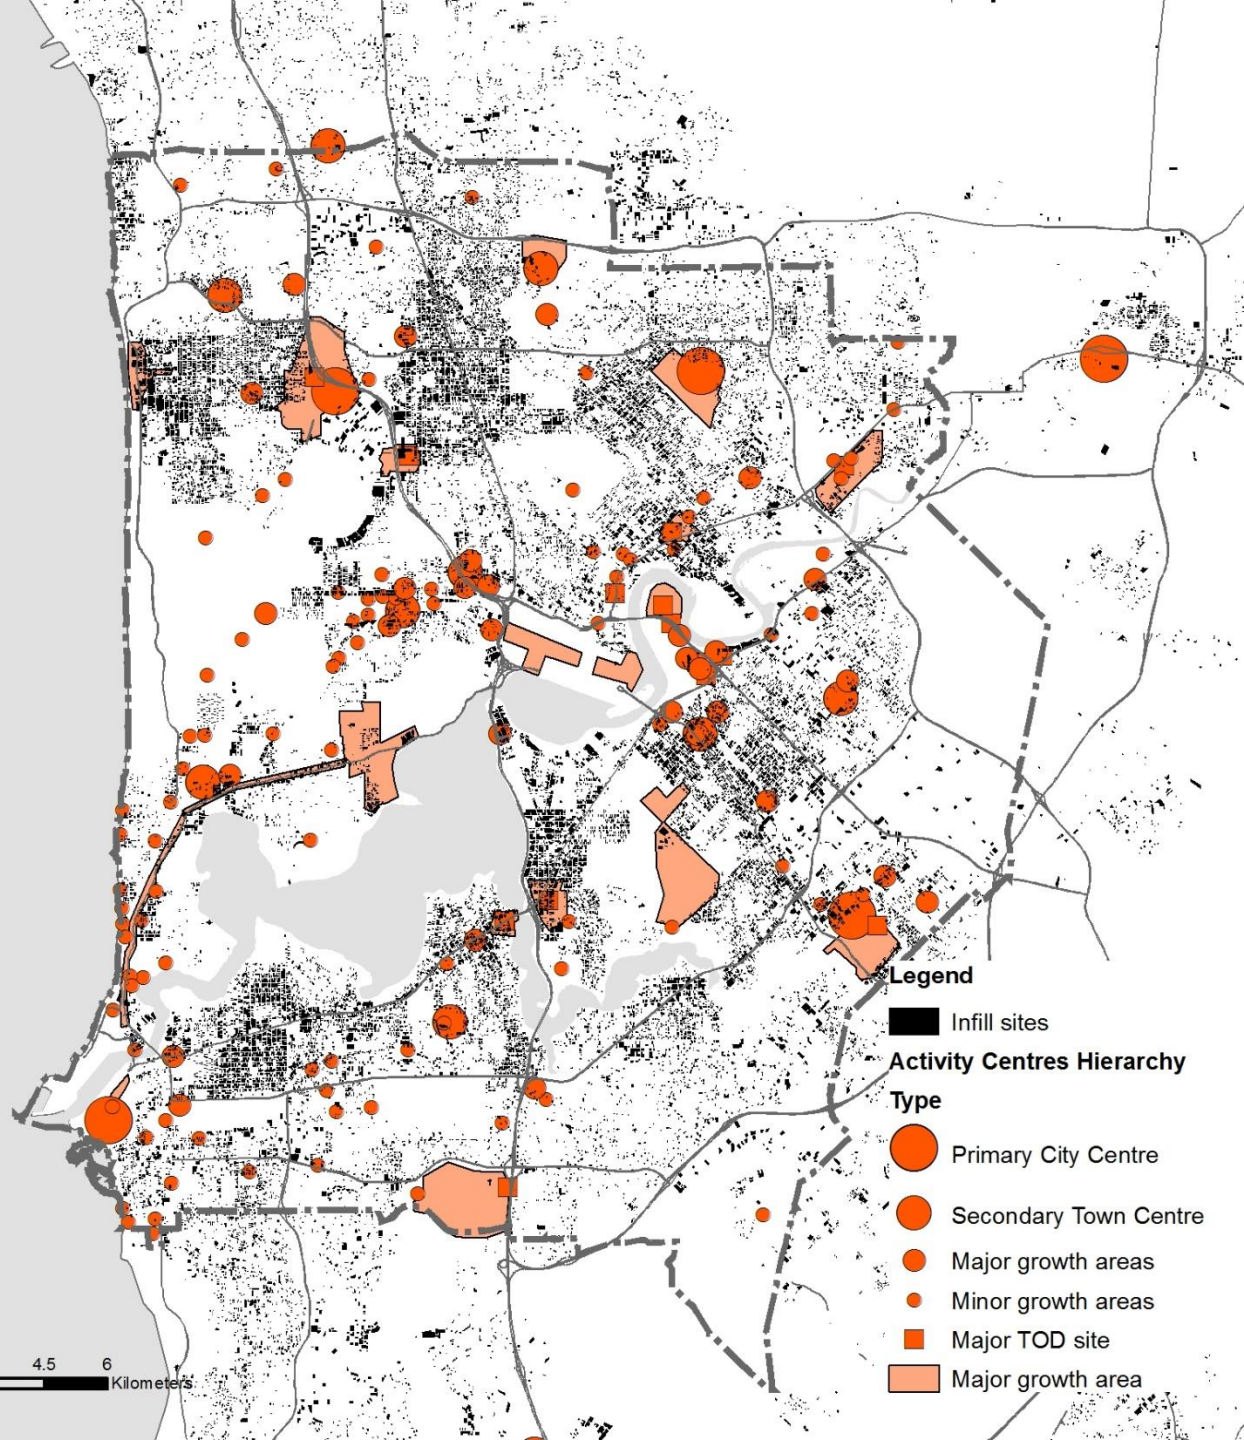 Legend
Infill sites
Activity Centres Hierarchy
Type
Primary City Centre
Secondary Town Centre
Major growth areas
Minor growth areas
Major TOD site
Major growth area
4.5 6
Kilometers